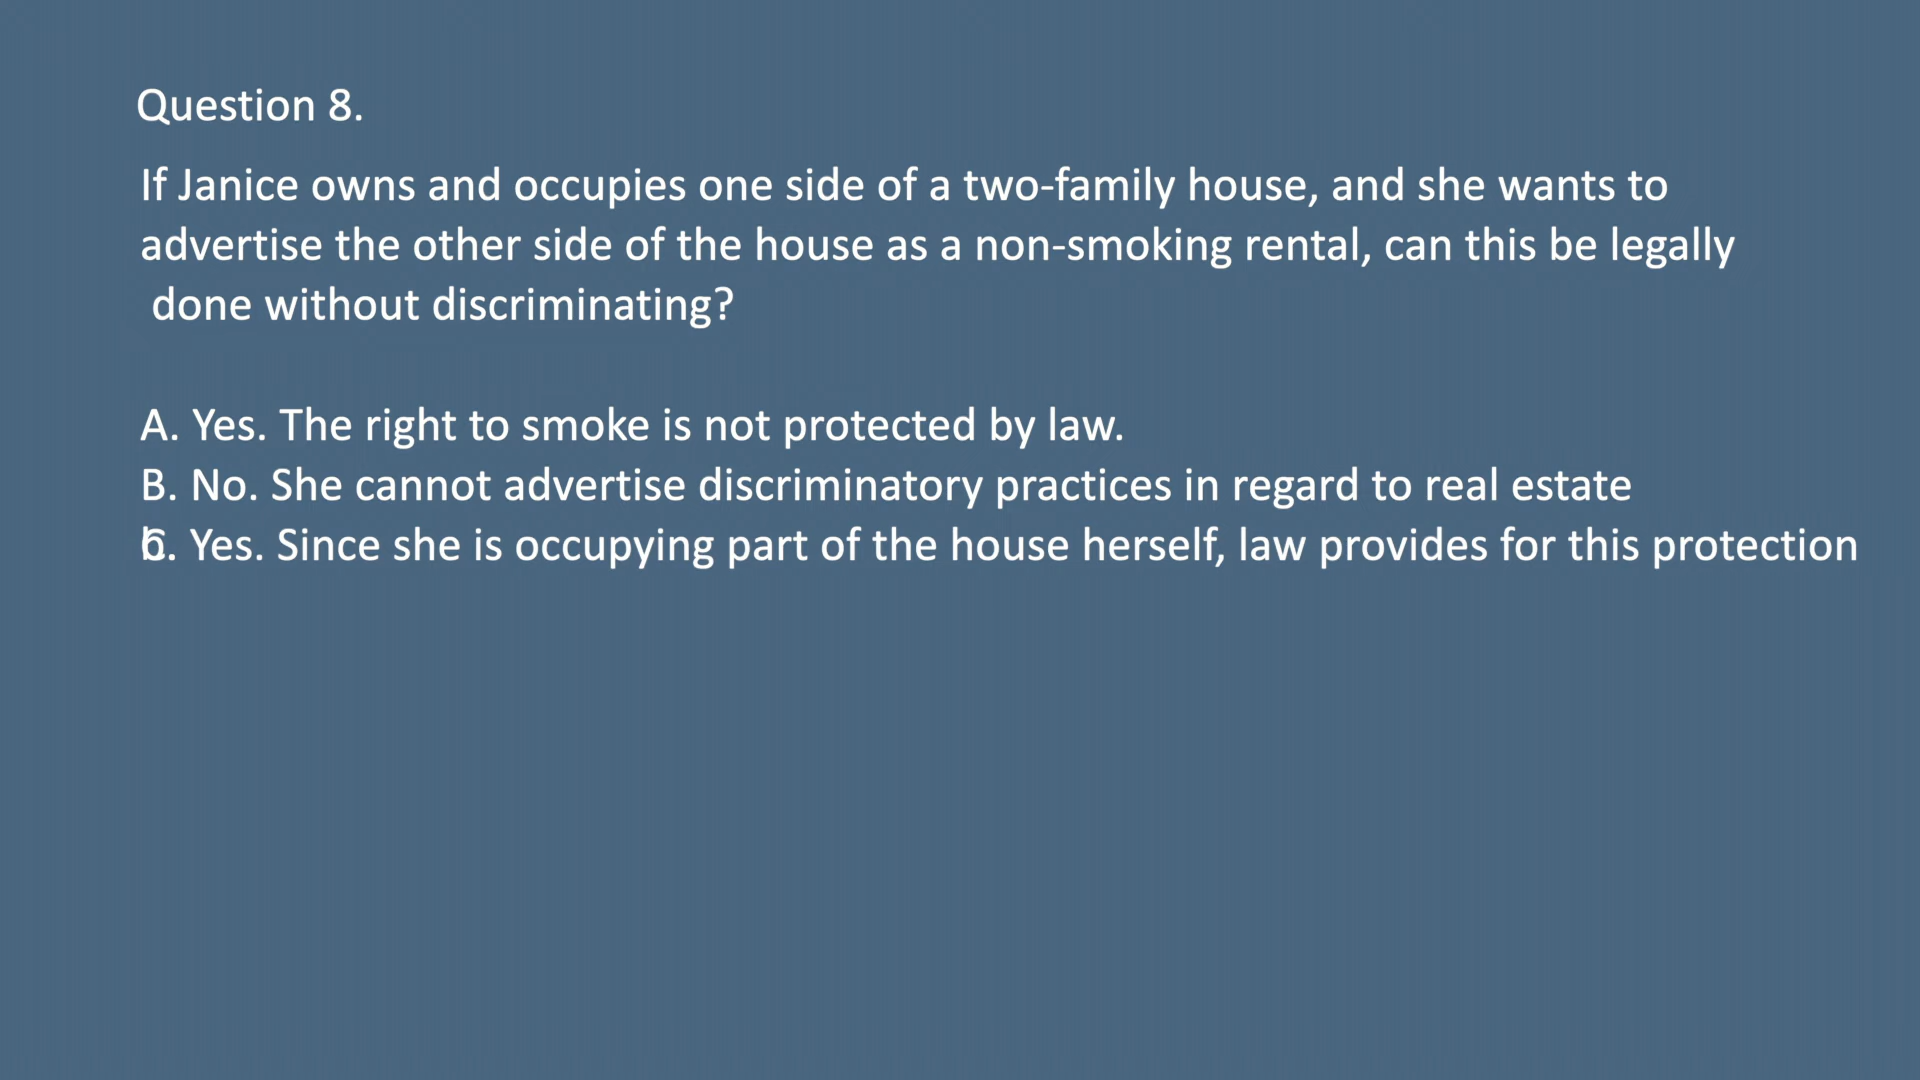 Question 8.
If Janice owns and occupies one side of a two-family house, and she wants to
advertise the other side of the house as a non-smoking rental, can this be legally
done without discriminating?
A. Yes. The right to smoke is not protected by law.
B. No. She cannot advertise discriminatory practices in regard to real estate
C. Yes. Since she is occupying part of the house herself, law provides for this protection